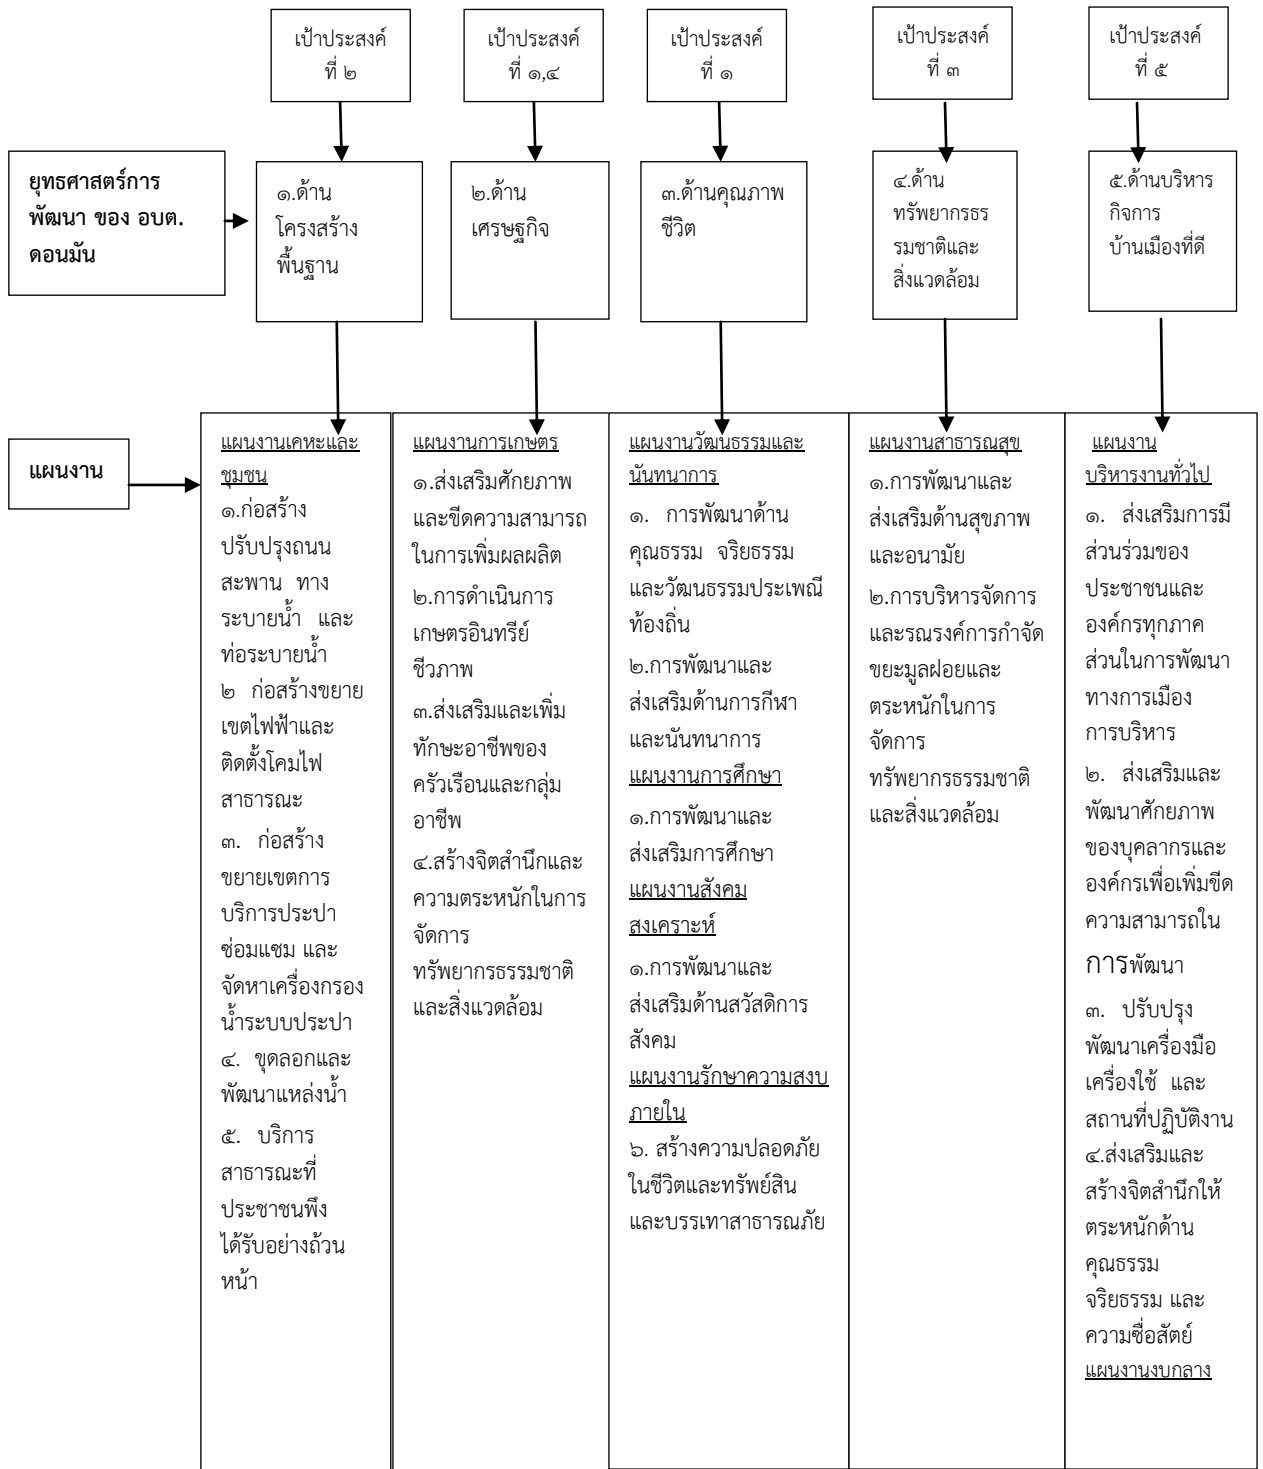 เป้าประสงค์
ที่ ๒
เป้าประสงค์
ที่ ๑,๔
เป้าประสงค์
ที่ ๑
เป้าประสงค์
ที่ ๓
เป้าประสงค์
ที่ ๕
ยุทธศาสตร์การ
พัฒนา ของ อบต.
ดอนมัน
๑.ด้าน
โครงสร้าง
พื้นฐาน
๒.ด้าน
เศรษฐกิจ
๓.ด้านคุณภาพ
ชีวิต
๔.ด้าน
ทรัพยากรธร
รมชาติและ
สิ่งแวดล้อม
๕.ด้านบริหาร
กิจการ
บ้านเมืองที่ดี
แผนงาน
แผนงานเคหะและ
ชุมชน
๑.ก่อสร้าง
ปรับปรุงถนน
สะพาน ทาง
ระบายน้ำ และ
ท่อระบายน้ำ
๒ ก่อสร้างขยาย
เขตไฟฟ้าและ
ติดตั้งโคมไฟ
สาธารณะ
๓. ก่อสร้าง
ขยายเขตการ
บริการประปา
ซ่อมแซม และ
จัดหาเครื่องกรอง
น้ำระบบประปา
๔. ขุดลอกและ
พัฒนาแหล่งน้ำ
๕. บริการ
สาธารณะที่
ประชาชนพึง
ได้รับอย่างถ้วน
หน้า
แผนงานการเกษตร
๑.ส่งเสริมศักยภาพ
และขีดความสามารถ
ในการเพิ่มผลผลิต
๒.การดำเนินการ
เกษตรอินทรีย์
ชีวภาพ
๓.ส่งเสริมและเพิ่ม
ทักษะอาชีพของ
ครัวเรือนและกลุ่ม
อาชีพ
๔.สร้างจิตสำนึกและ
ความตระหนักในการ
จัดการ
ทรัพยากรธรรมชาติ
และสิ่งแวดล้อม
แผนงานวัฒนธรรมและ
นันทนาการ
๑. การพัฒนาด้าน
คุณธรรม จริยธรรม
และวัฒนธรรมประเพณี
ท้องถิ่น
๒.การพัฒนาและ
ส่งเสริมด้านการกีฬา
และนันทนาการ
แผนงานการศึกษา
๑.การพัฒนาและ
ส่งเสริมการศึกษา
แผนงานสังคม
สงเคราะห์
๑.การพัฒนาและ
ส่งเสริมด้านสวัสดิการ
สังคม
แผนงานรักษาความสงบ
ภายใน
๖. สร้างความปลอดภัย
ในชีวิตและทรัพย์สิน
และบรรเทาสาธารณภัย
แผนงานสาธารณสุข
๑.การพัฒนาและ
ส่งเสริมด้านสุขภาพ
และอนามัย
๒.การบริหารจัดการ
และรณรงค์การกำจัด
ขยะมูลฝอยและ
ตระหนักในการ
จัดการ
ทรัพยากรธรรมชาติ
และสิ่งแวดล้อม
แผนงาน
บริหารงานทั่วไป
๑. ส่งเสริมการมี
ส่วนร่วมของ
ประชาชนและ
องค์กรทุกภาค
ส่วนในการพัฒนา
ทางการเมือง
การบริหาร
๒. ส่งเสริมและ
พัฒนาศักยภาพ
ของบุคลากรและ
องค์กรเพื่อเพิ่มขีด
ความสามารถใน
การพัฒนา
๓. ปรับปรุง
พัฒนาเครื่องมือ
เครื่องใช้ และ
สถานที่ปฏิบัติงาน
๔.ส่งเสริมและ
สร้างจิตสำนึกให้
ตระหนักด้าน
คุณธรรม
จริยธรรม และ
ความซื่อสัตย์
แผนงานงบกลาง